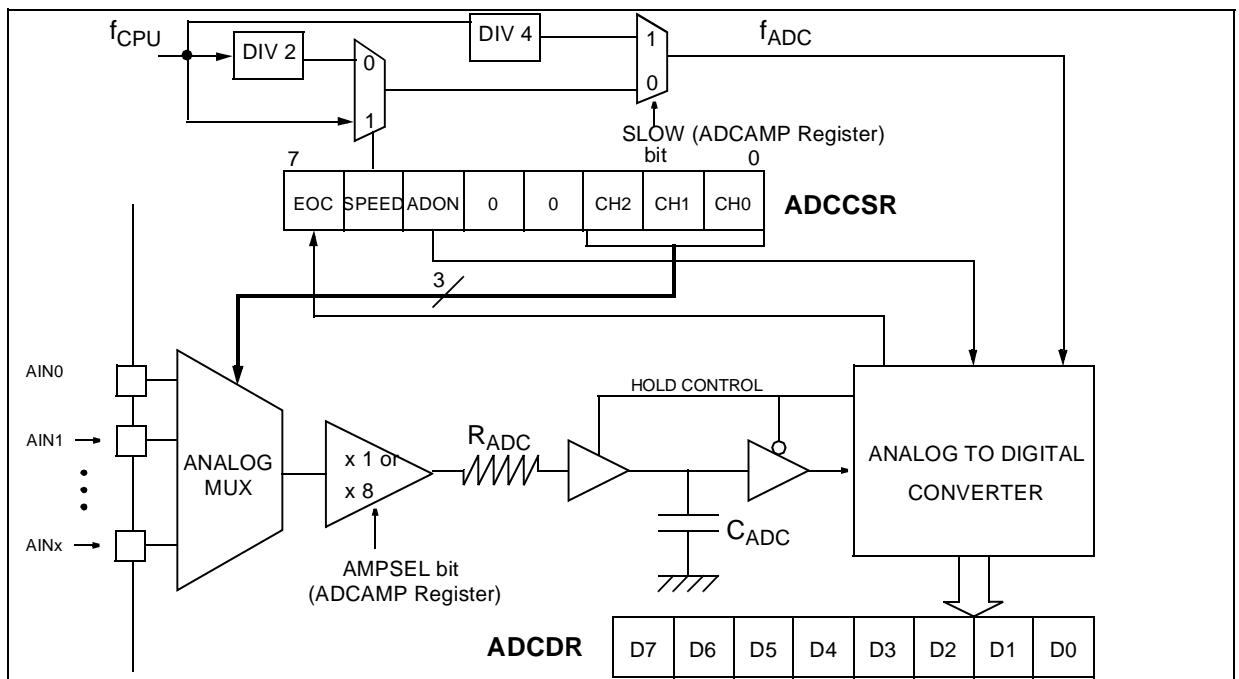 fCPU
DIV 2
DIV 4
0
1
1
0
fADC
SLOW (ADCAMP Register)
bit
7
0
EOC
SPEED
ADON
0
0
CH2
CH1
CH0
ADCCSR
3
AIN0
AIN1
AINx
ANALOG
MUX
x 1 or
x 8
AMPSEL bit
(ADCAMP Register)
RADC
HOLD CONTROL
CADC
ANALOG TO DIGITAL
CONVERTER
ADCDR
D7
D6
D5
D4
D3
D2
D1
D0